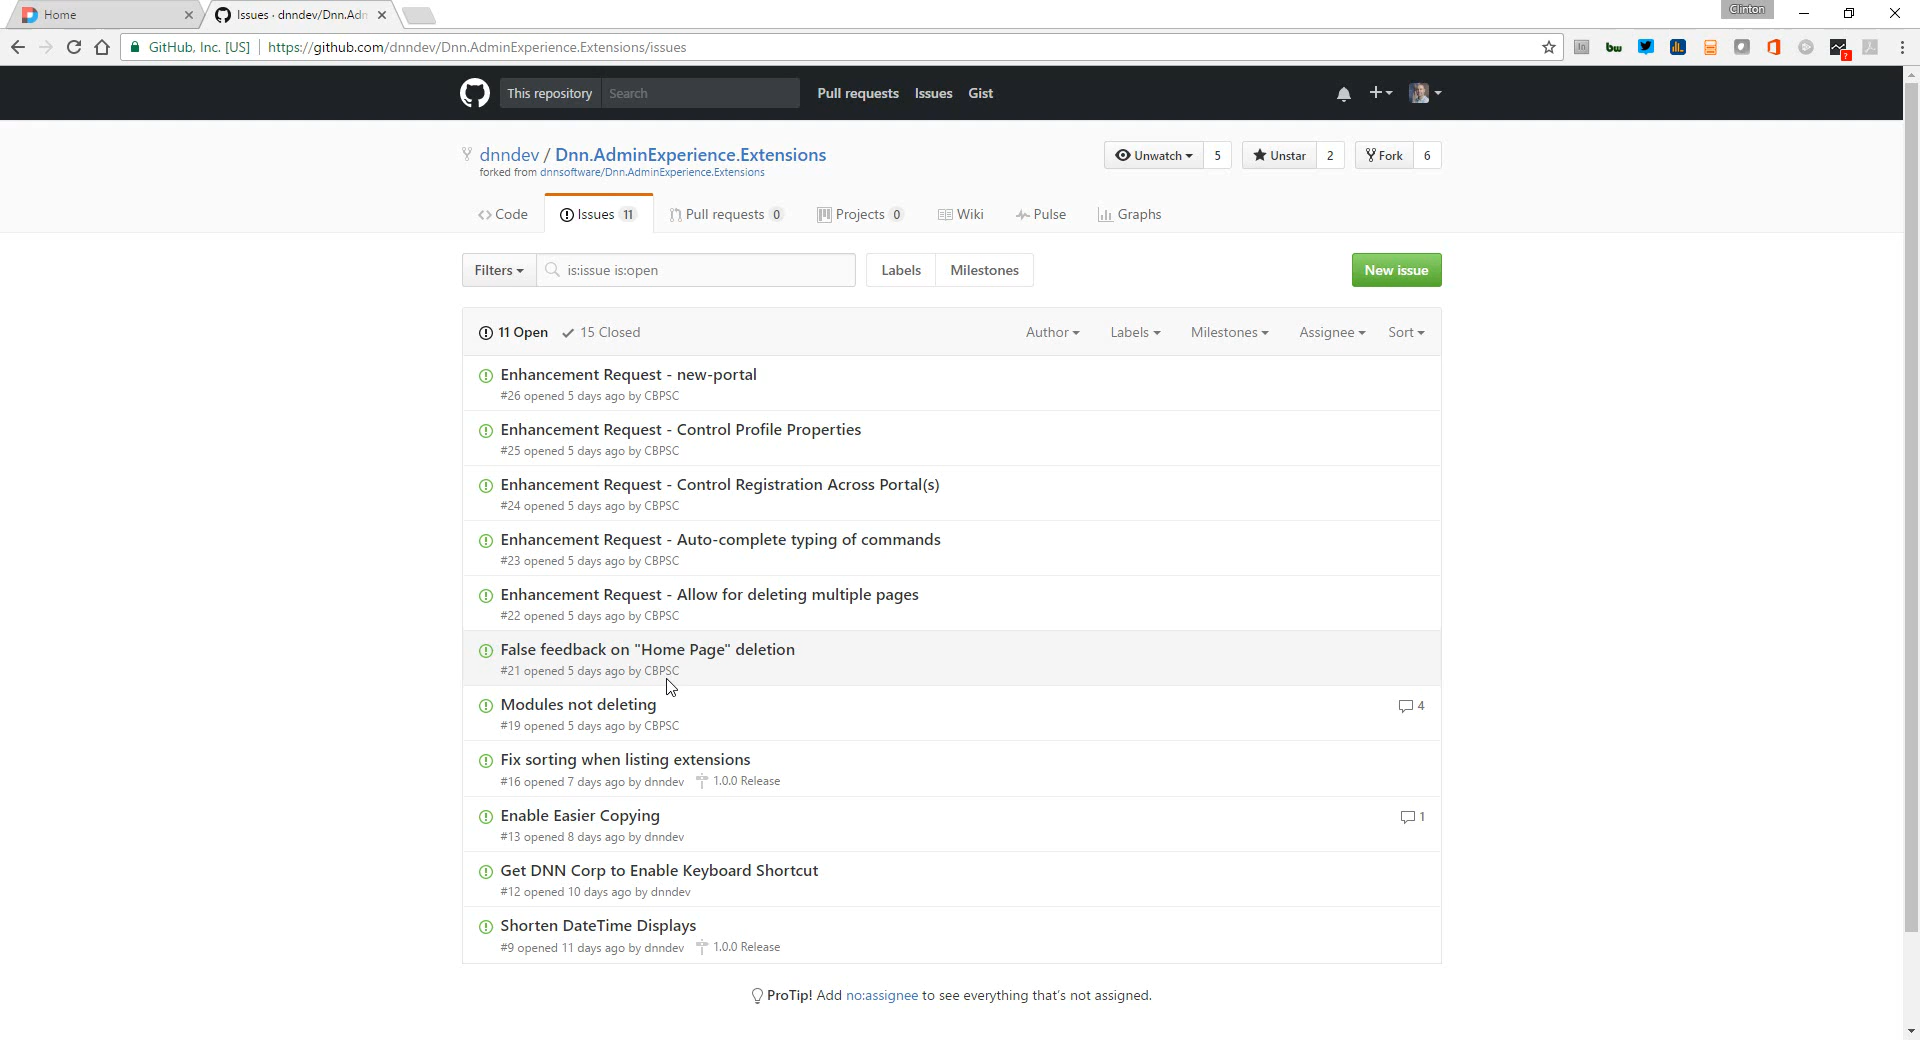 Home
Issues · dnndev/Dnn.Adn
Clinton
GitHub, Inc. [US] https://github.com/dnndev/Dnn.AdminExperience.Extensions/issues
This repository Search Pull requests Issues Gist
dnndev / Dnn.AdminExperience.Extensions
Unwatch 5 Unstar 2 Fork 6
forked from dnnsoftware/Dnn.AdminExperience.Extensions
Code Issues 11 Pull requests 0 Projects 0 Wiki Pulse Graphs
Filters is:issue is:open Labels Milestones New issue
11 Open 15 Closed Author Labels Milestones Assignee Sort
Enhancement Request - new-portal
#26 opened 5 days ago by CBPSC
Enhancement Request - Control Profile Properties
#25 opened 5 days ago by CBPSC
Enhancement Request - Control Registration Across Portal(s)
#24 opened 5 days ago by CBPSC
Enhancement Request - Auto-complete typing of commands
#23 opened 5 days ago by CBPSC
Enhancement Request - Allow for deleting multiple pages
#22 opened 5 days ago by CBPSC
False feedback on "Home Page" deletion
#21 opened 5 days ago by CBPSC
Modules not deleting 4
#19 opened 5 days ago by CBPSC
Fix sorting when listing extensions
#16 opened 7 days ago by dnndev 1.0.0 Release
Enable Easier Copying 1
#13 opened 8 days ago by dnndev
Get DNN Corp to Enable Keyboard Shortcut
#12 opened 10 days ago by dnndev
Shorten DateTime Displays
#9 opened 11 days ago by dnndev 1.0.0 Release
ProTip! Add no:assignee to see everything that's not assigned.